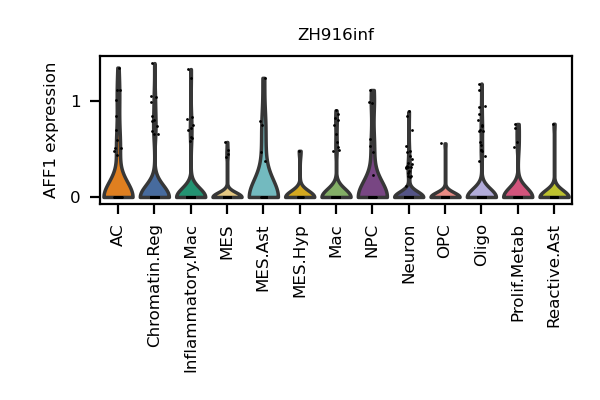 ZH916inf
AFF1 expression
1
0
AC
Chromatin.Reg
Inflammatory.Mac
MES
MES.Ast
MES.Hyp
Mac
NPC
Neuron
OPC
Oligo
Prolif.Metab
Reactive.Ast